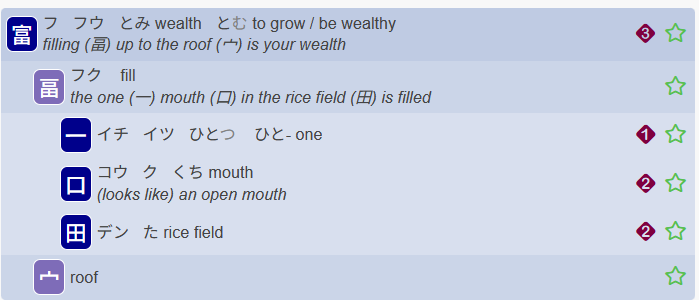 富 フ フウ とみ wealth とむ to grow / be wealthy 3
filling (畐) up to the roof (宀) is your wealth
畐 フク fill
the one (一) mouth (口) in the rice field (田) is filled
一 イチ イツ ひとつ ひと- one 1
口 コウ ク くち mouth 2
(looks like) an open mouth
田 デン た rice field 2
宀 roof